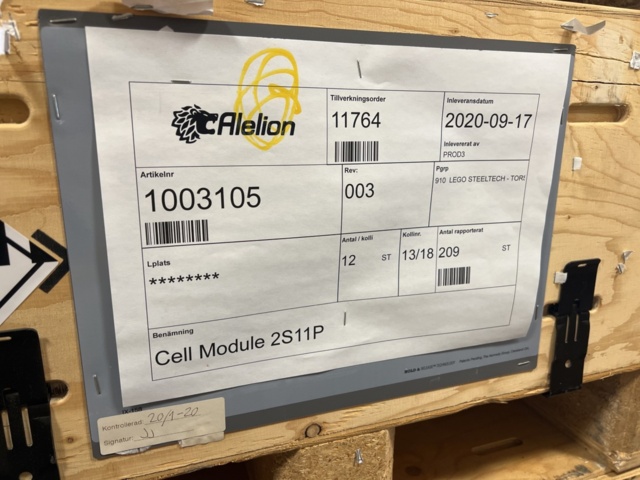 Alelion
Tillverkningsorder
11764
Inleveransdatum
2020-09-17
Inlevererat av
PROD3
Artikelnr
1003105
Rev:
003
Pgrp
910 LEGO STEELTECH - TORS
Lplats
********
Antal / kolli
12 ST
Kollinr.
13/18
Antal rapporterat
209 ST
Benämning
Cell Module 2S11P
Kontrollerad: 20/9-20
Signatur: